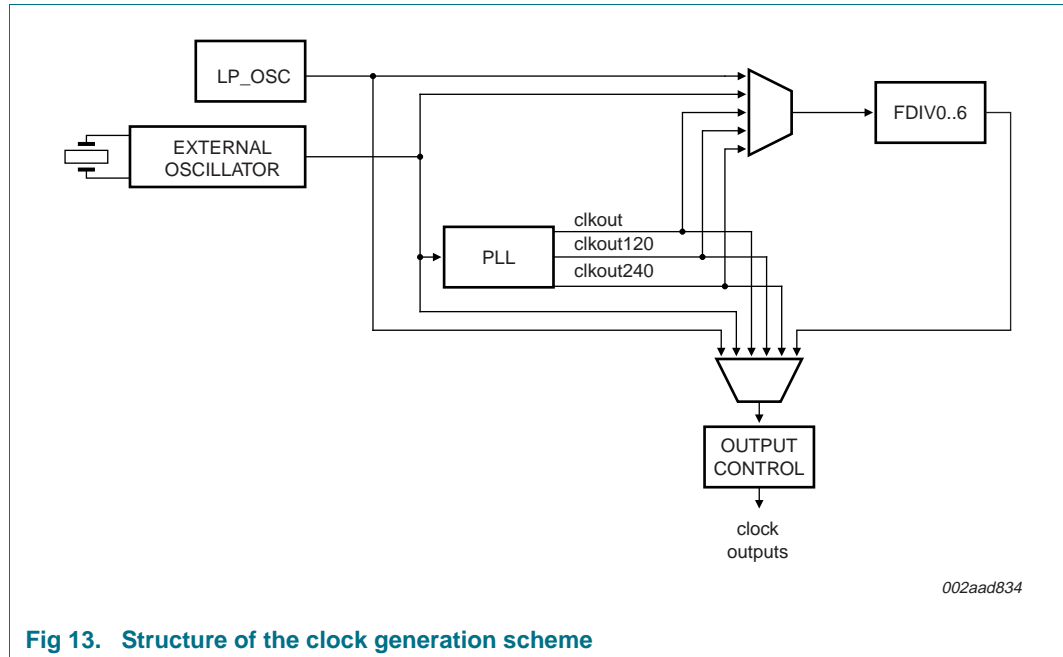 LP_OSC
FDIV0..6
EXTERNAL
OSCILLATOR
clkout
clkout120
PLL
clkout240
OUTPUT
CONTROL
clock
outputs
002aad834
Fig 13. Structure of the clock generation scheme